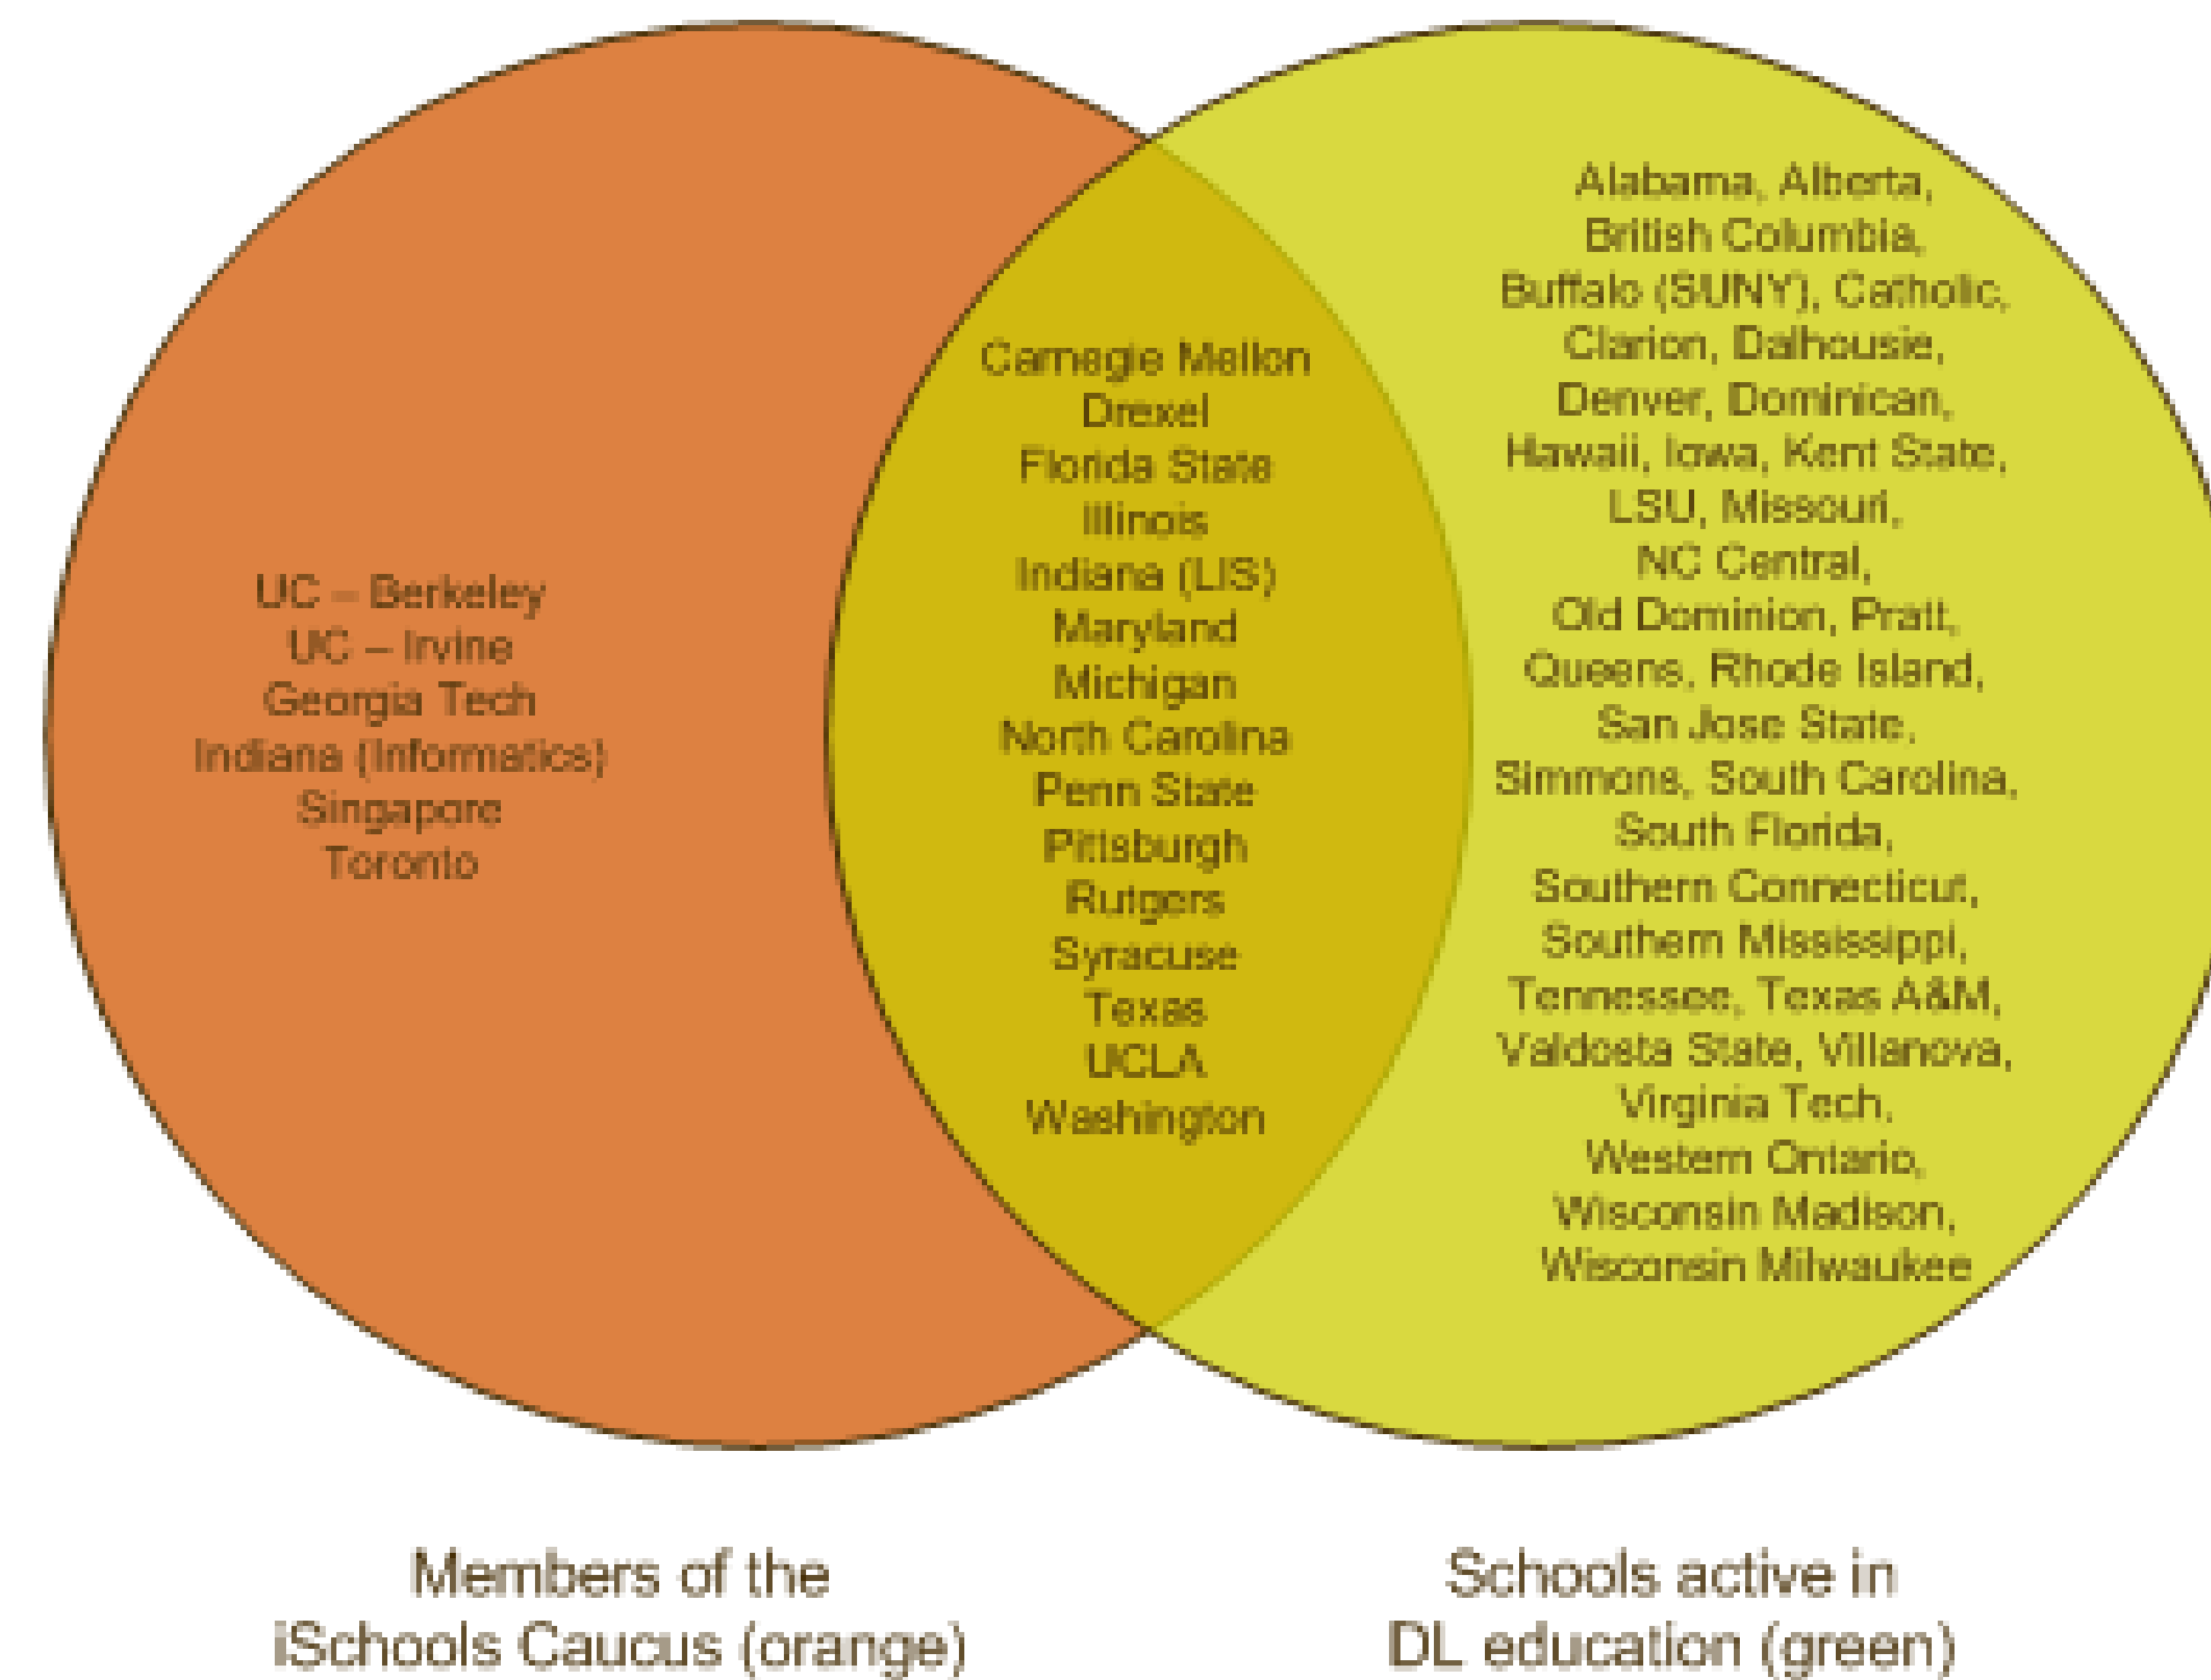 UC – Berkeley
UC – Irvine
Georgia Tech
Indiana (Informatics)
Singapore
Toronto
Carnegie Mellon
Drexel
Florida State
Illinois
Indiana (LIS)
Maryland
Michigan
North Carolina
Penn State
Pittsburgh
Rutgers
Syracuse
Texas
UCLA
Washington
Alabama, Alberta,
British Columbia,
Buffalo (SUNY), Catholic,
Clarion, Dalhousie,
Denver, Dominican,
Hawaii, Iowa, Kent State,
LSU, Missouri,
NC Central,
Old Dominion, Pratt,
Queens, Rhode Island,
San Jose State,
Simmons, South Carolina,
South Florida,
Southern Connecticut,
Southern Mississippi,
Tennessee, Texas A&M,
Valdosta State, Villanova,
Virginia Tech,
Western Ontario,
Wisconsin Madison,
Wisconsin Milwaukee
Members of the
iSchools Caucus (orange)
Schools active in
DL education (green)